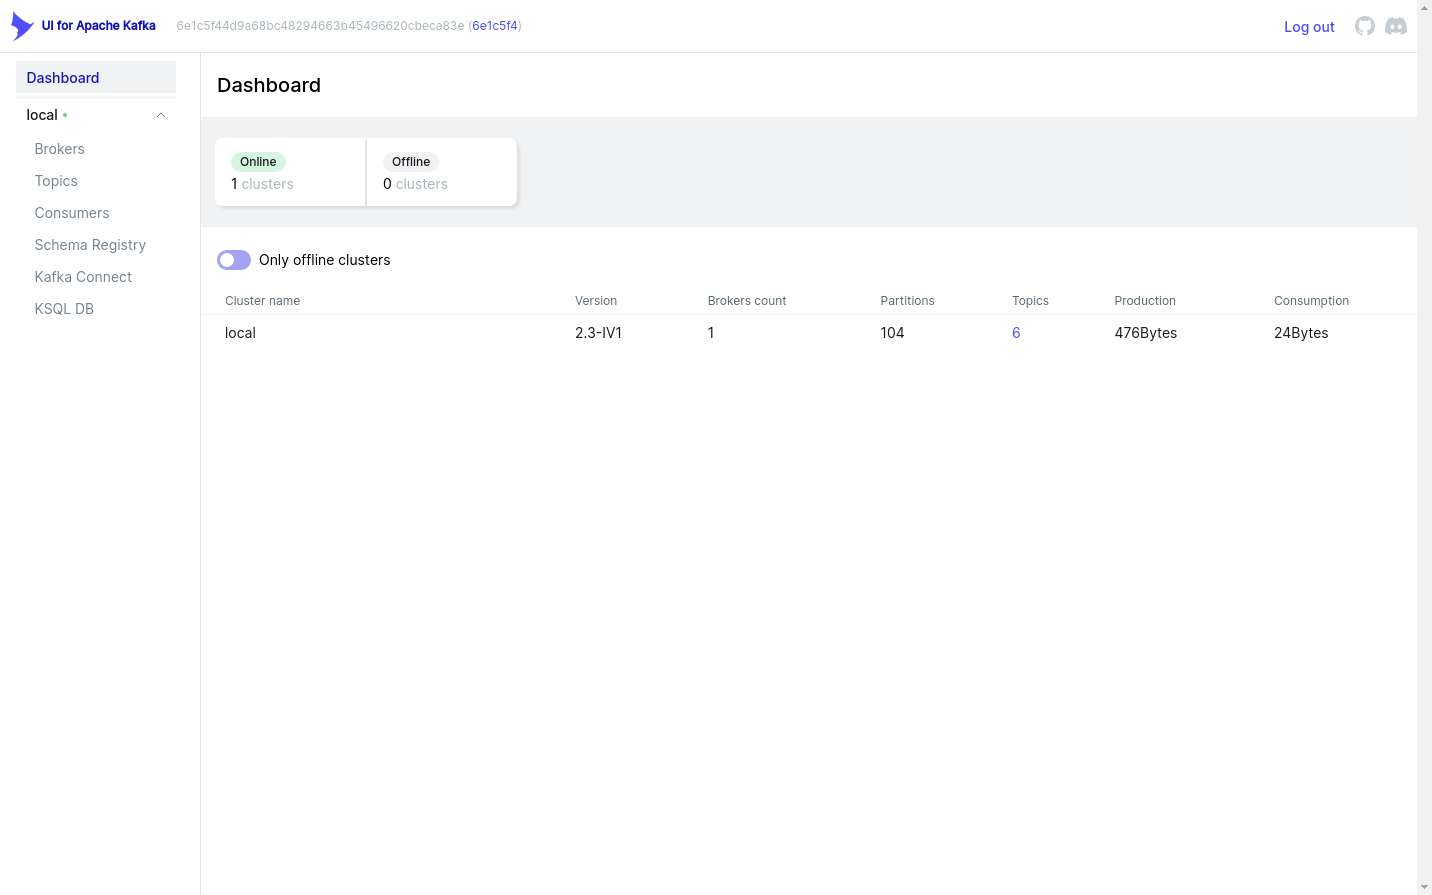 UI for Apache Kafka 6e1c5f44d9a68bc48294663b45496620cbeca83e (6e1c5f4) Log out
Dashboard
local
Brokers
Topics
Consumers
Schema Registry
Kafka Connect
KSQL DB
Dashboard
Online Offline
1 clusters 0 clusters
Only offline clusters
Cluster name Version Brokers count Partitions Topics Production Consumption
local 2.3-IV1 1 104 6 476Bytes 24Bytes